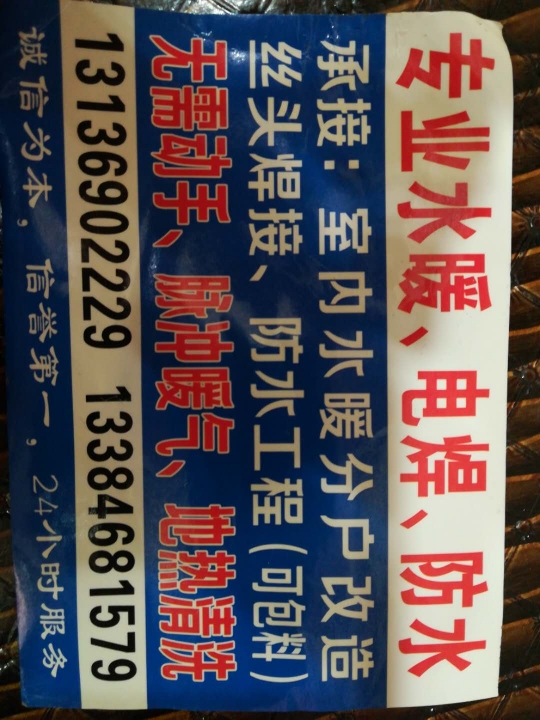 专业水暖、电焊、防水
承接：室内水暖分户改造
丝头焊接、防水工程（可包料）
无需动手、脉冲暖气、地热清洗
13136902229 13384681579
诚信为本，信誉第一，24小时服务